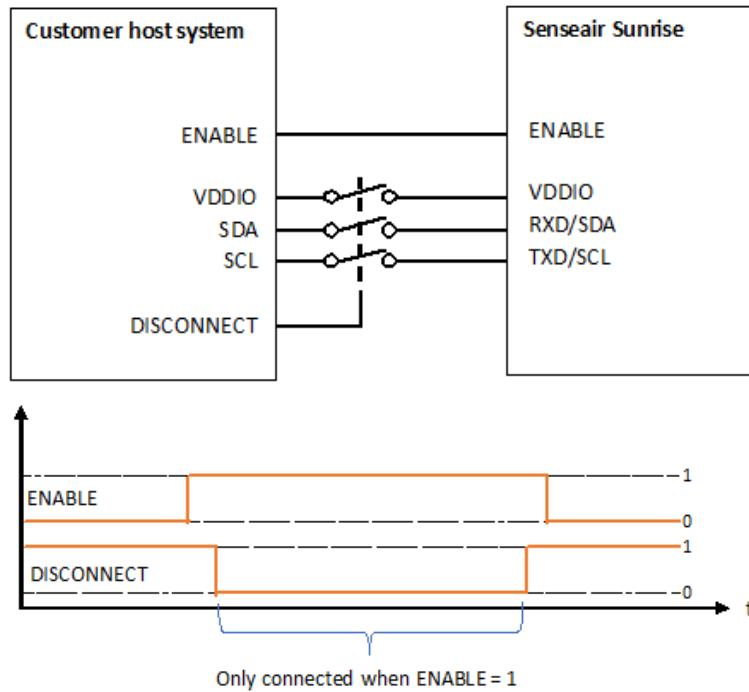 Customer host system
Senseair Sunrise
ENABLE
ENABLE
VDDIO
VDDIO
SDA
RXD/SDA
SCL
TXD/SCL
DISCONNECT
1
ENABLE
0
1
DISCONNECT
0
t
Only connected when ENABLE = 1